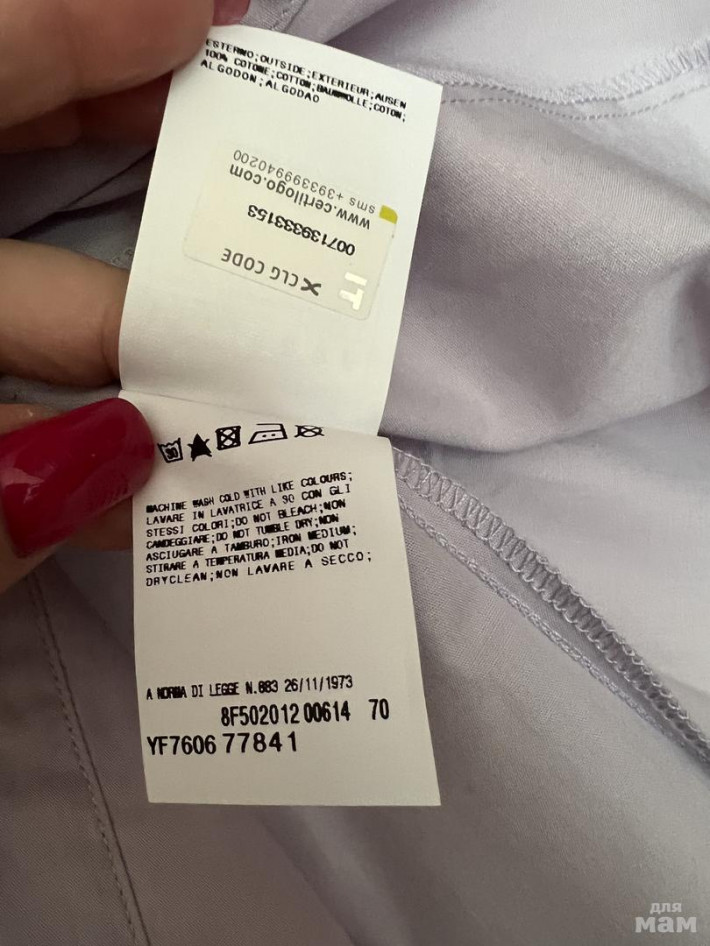 ESTERNO;OUTSIDE;EXTERIEUR;AUSEN
100% COTONE;COTTON;BAUMWOLLE;COTON;
ALGODON;ALGODAO
CLG CODE
IT
007139333153
www.certilogo.com
sms +393399940200
30
MACHINE WASH COLD WITH LIKE COLOURS;
LAVARE IN LAVATRICE A 30 CON GLI
STESSI COLORI;DO NOT BLEACH;NON
CANDEGGIARE;DO NOT TUMBLE DRY;NON
ASCIUGARE A TAMBURO;IRON MEDIUM;
STIRARE A TEMPERATURA MEDIA;DO NOT
DRYCLEAN;NON LAVARE A SECCO;
A NORMA DI LEGGE N.883 26/11/1973
8F502012 00614 70
YF7606 77841
для
мам